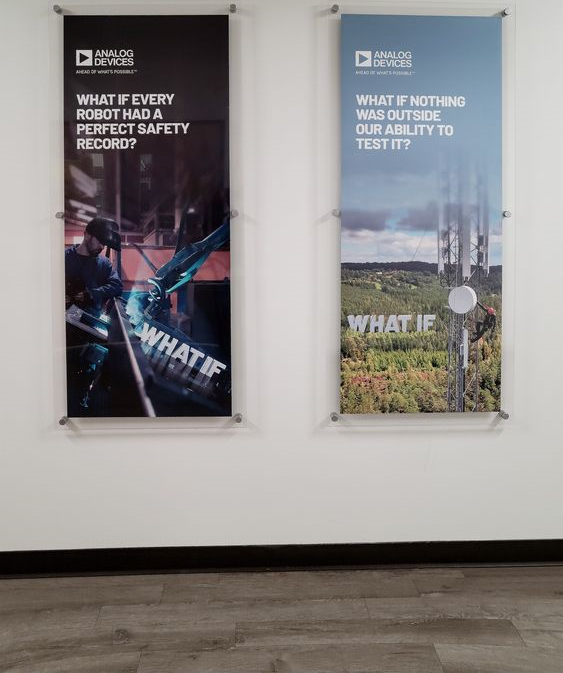 ANALOG
DEVICES
AHEAD OF WHAT'S POSSIBLE™
WHAT IF EVERY
ROBOT HAD A
PERFECT SAFETY
RECORD?
WHAT IF
ANALOG
DEVICES
AHEAD OF WHAT'S POSSIBLE™
WHAT IF NOTHING
WAS OUTSIDE
OUR ABILITY TO
TEST IT?
WHAT IF